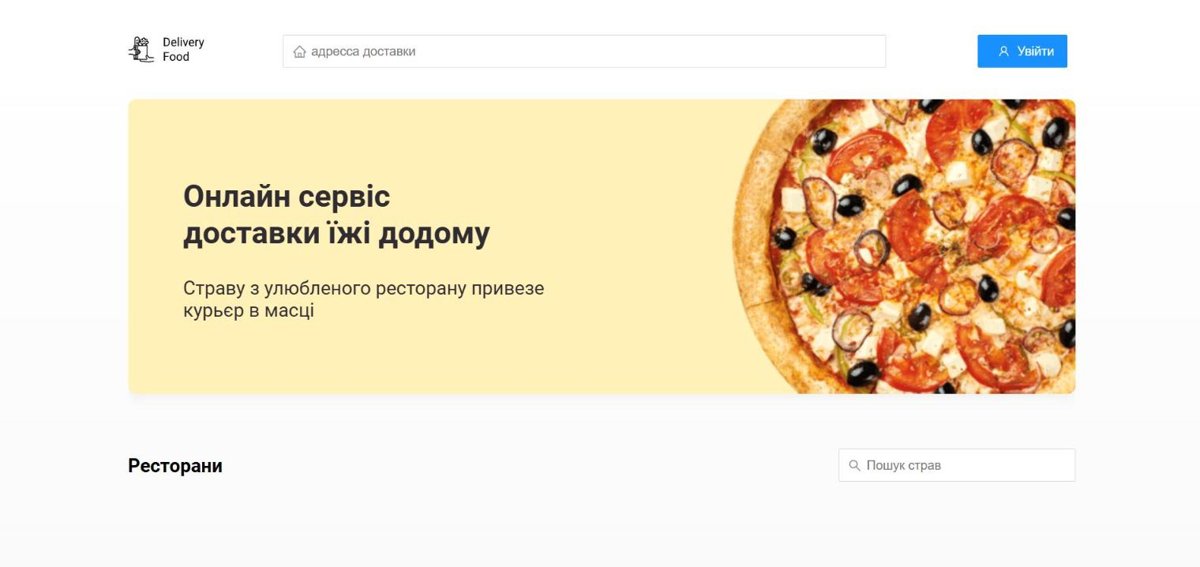 Delivery
Food
адресса доставки
Увійти
Онлайн сервіс
доставки їжі додому
Страву з улюбленого ресторану привезе
курьєр в масці
Ресторани
Пошук страв